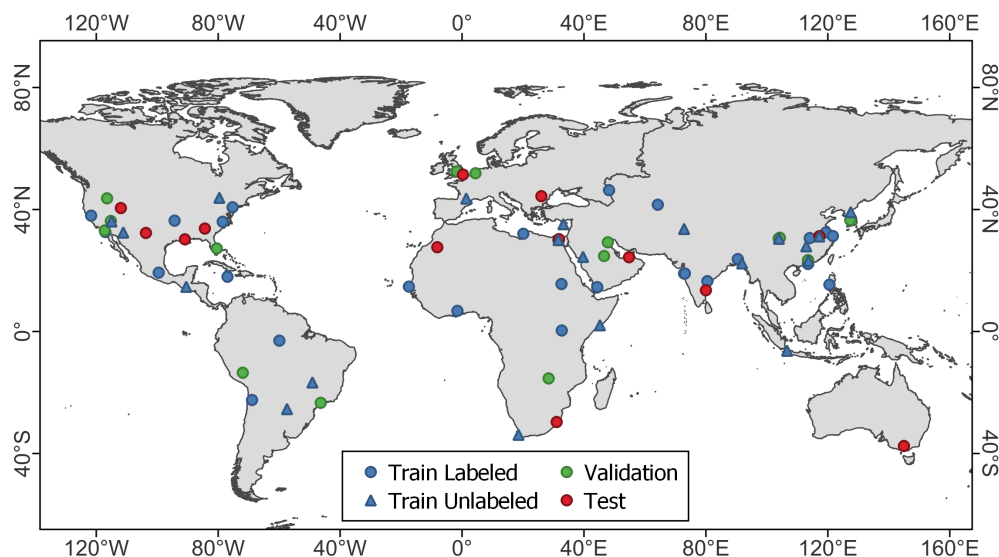 120°W 80°W 40°W 0° 40°E 80°E 120°E 160°E
80°N 80°N
40°N 40°N
0° 0°
40°S 40°S
Train Labeled Validation
Train Unlabeled Test
120°W 80°W 40°W 0° 40°E 80°E 120°E 160°E